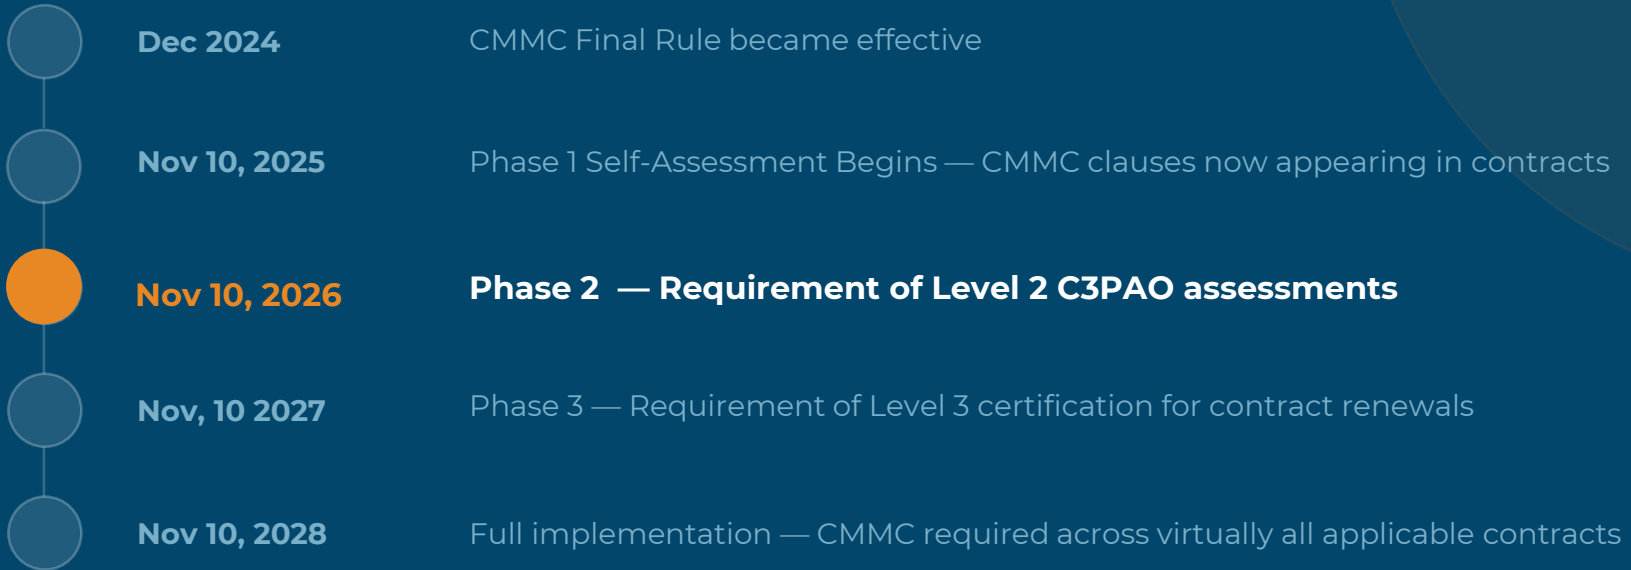 Dec 2024 CMMC Final Rule became effective
Nov 10, 2025 Phase 1 Self-Assessment Begins — CMMC clauses now appearing in contracts
Nov 10, 2026 Phase 2 — Requirement of Level 2 C3PAO assessments
Nov, 10 2027 Phase 3 — Requirement of Level 3 certification for contract renewals
Nov 10, 2028 Full implementation — CMMC required across virtually all applicable contracts